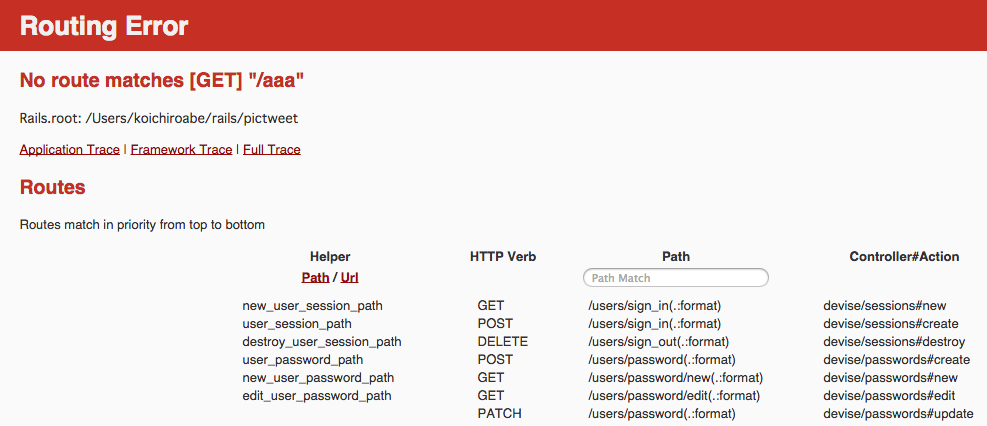 Routing Error
No route matches [GET] "/aaa"
Rails.root: /Users/koichiroabe/rails/pictweet
Application Trace | Framework Trace | Full Trace
Routes
Routes match in priority from top to bottom
Helper HTTP Verb Path Controller#Action
Path / Url Path Match
new_user_session_path GET /users/sign_in(.:format) devise/sessions#new
user_session_path POST /users/sign_in(.:format) devise/sessions#create
destroy_user_session_path DELETE /users/sign_out(.:format) devise/sessions#destroy
user_password_path POST /users/password(.:format) devise/passwords#create
new_user_password_path GET /users/password/new(.:format) devise/passwords#new
edit_user_password_path GET /users/password/edit(.:format) devise/passwords#edit
PATCH /users/password(.:format) devise/passwords#update